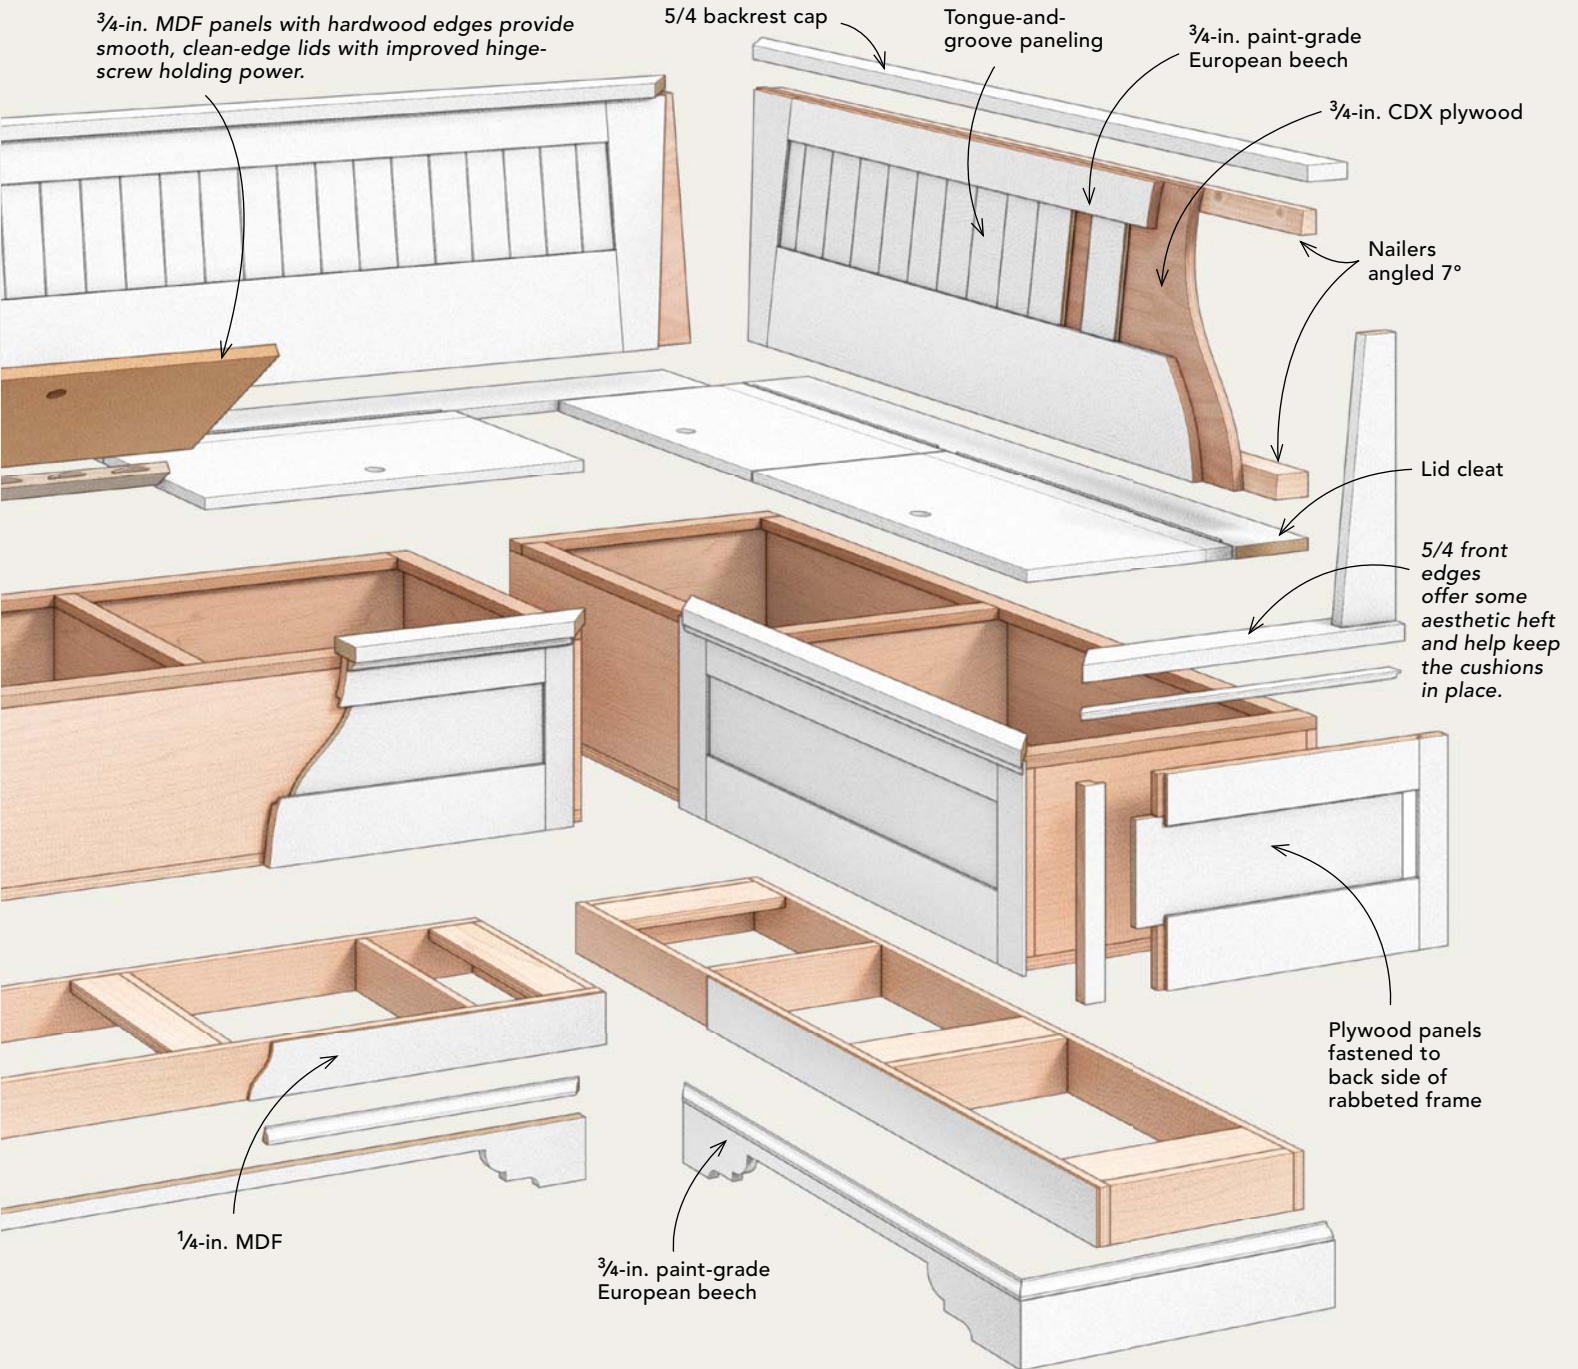 ¾-in. MDF panels with hardwood edges provide
smooth, clean-edge lids with improved hinge-
screw holding power.
5/4 backrest cap
Tongue-and-
groove paneling
¾-in. paint-grade
European beech
¾-in. CDX plywood
Nailers
angled 7°
Lid cleat
5/4 front
edges
offer some
aesthetic heft
and help keep
the cushions
in place.
Plywood panels
fastened to
back side of
rabbeted frame
¼-in. MDF
¾-in. paint-grade
European beech